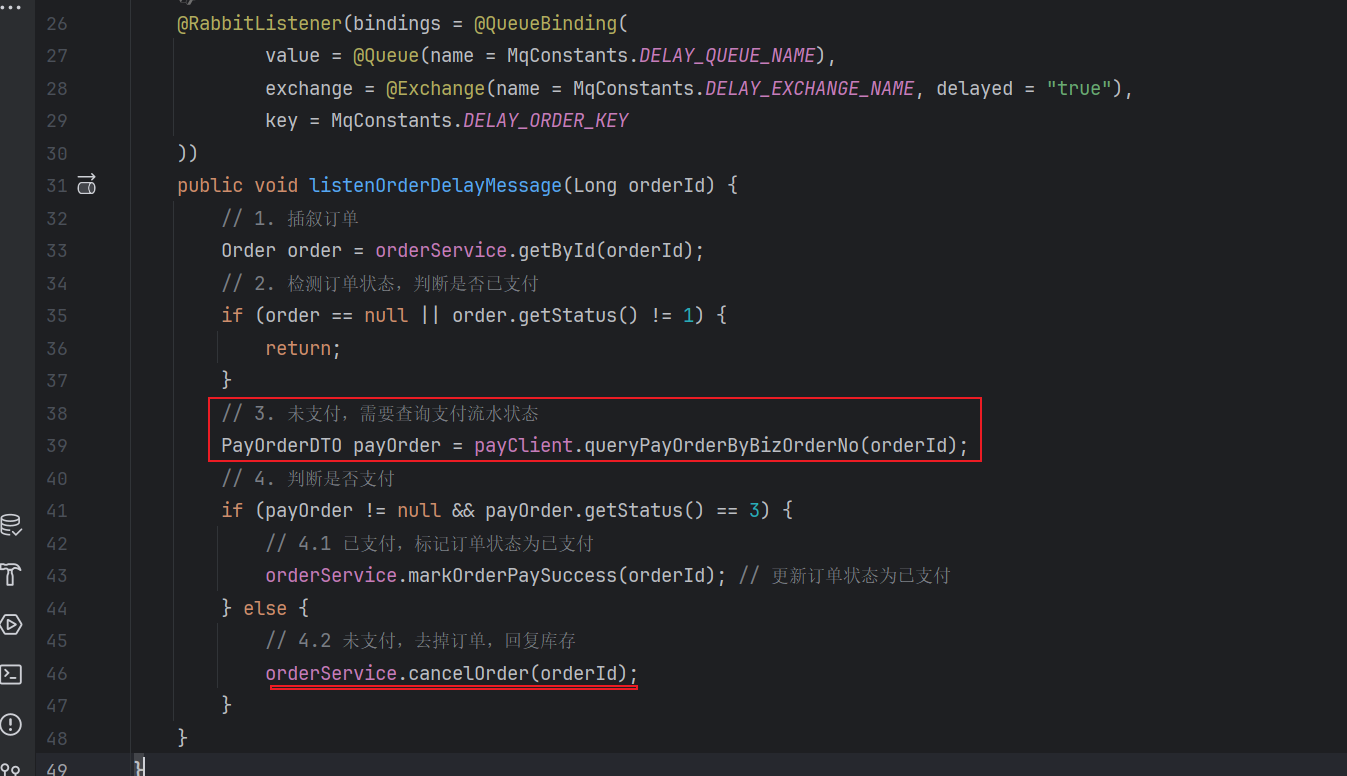 26 @RabbitListener(bindings = @QueueBinding(
27 value = @Queue(name = MqConstants.DELAY_QUEUE_NAME),
28 exchange = @Exchange(name = MqConstants.DELAY_EXCHANGE_NAME, delayed = "true"),
29 key = MqConstants.DELAY_ORDER_KEY
30 ))
31 public void listenOrderDelayMessage(Long orderId) {
32 // 1. 插叙订单
33 Order order = orderService.getById(orderId);
34 // 2. 检测订单状态，判断是否已支付
35 if (order == null || order.getStatus() != 1) {
36 return;
37 }
38 // 3. 未支付，需要查询支付流水状态
39 PayOrderDTO payOrder = payClient.queryPayOrderByBizOrderNo(orderId);
40 // 4. 判断是否支付
41 if (payOrder != null && payOrder.getStatus() == 3) {
42 // 4.1 已支付，标记订单状态为已支付
43 orderService.markOrderPaySuccess(orderId); // 更新订单状态为已支付
44 } else {
45 // 4.2 未支付，去掉订单，回复库存
46 orderService.cancelOrder(orderId);
47 }
48 }
49 }